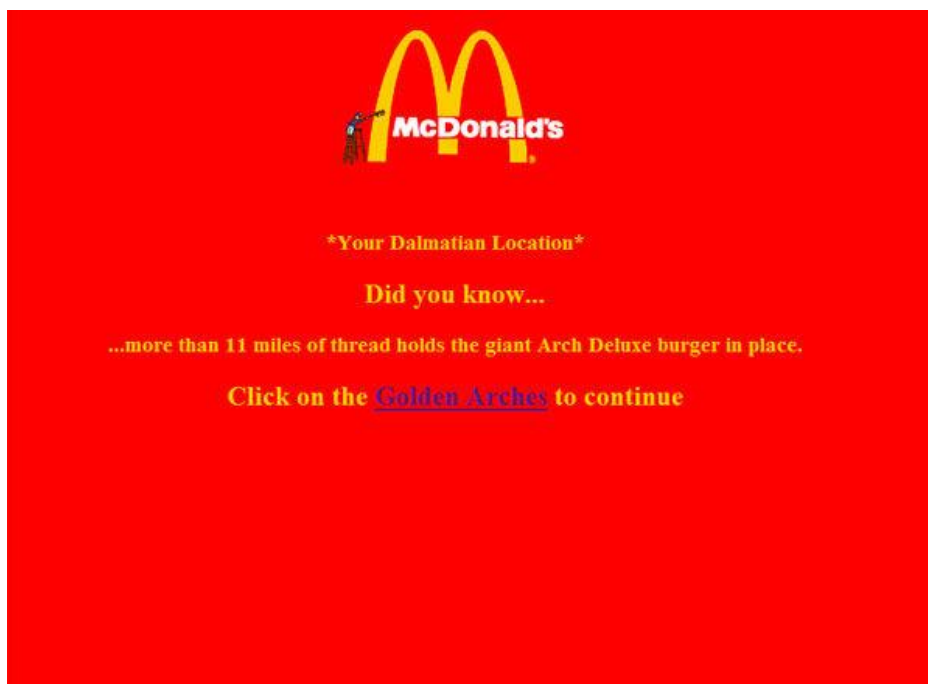 McDonald's
*Your Dalmatian Location*
Did you know...
...more than 11 miles of thread holds the giant Arch Deluxe burger in place.
Click on the Golden Arches to continue